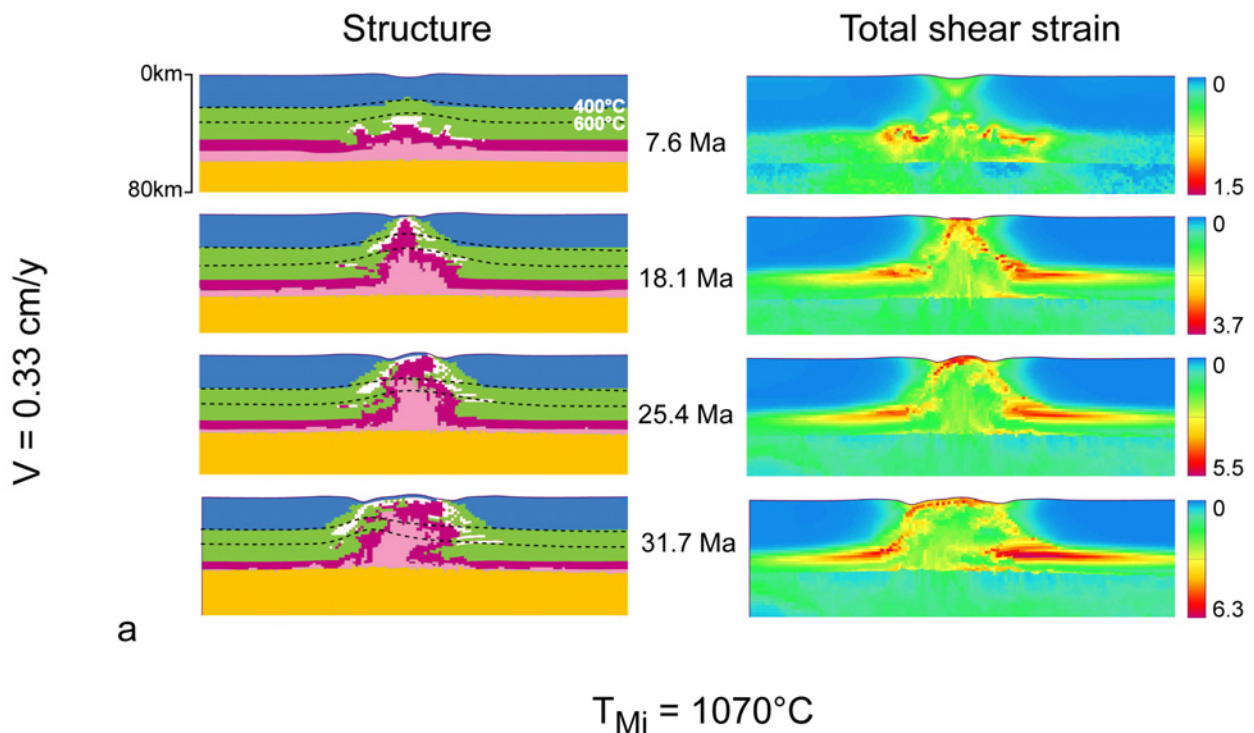 Structure
Total shear strain
0km
80km
400°C
600°C
7.6 Ma
0
1.5
18.1 Ma
0
3.7
25.4 Ma
0
5.5
31.7 Ma
0
6.3
V = 0.33 cm/y
a
TMi = 1070°C